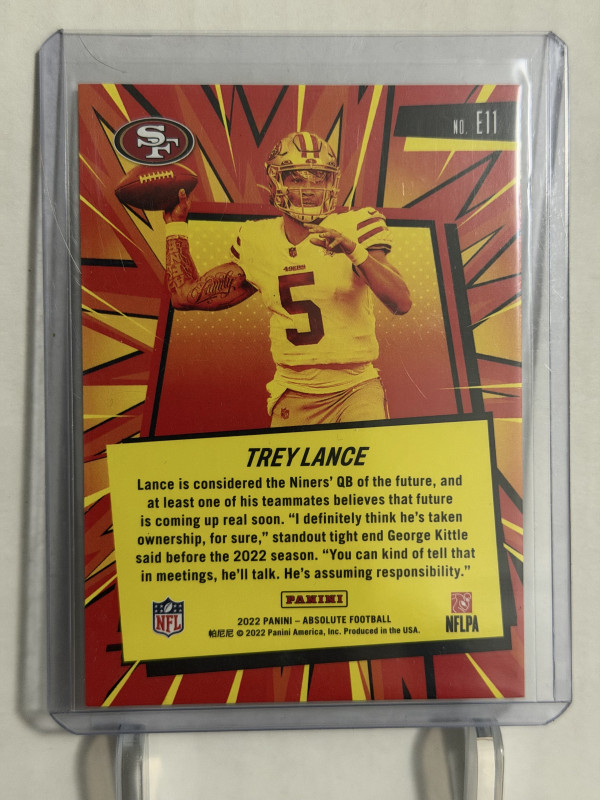 SF
NO. E11
Family
49ERS
5
5
TREY LANCE
Lance is considered the Niners' QB of the future, and
at least one of his teammates believes that future
is coming up real soon. “I definitely think he's taken
ownership, for sure,” standout tight end George Kittle
said before the 2022 season. “You can kind of tell that
in meetings, he'll talk. He's assuming responsibility.”
PANINI
NFL
2022 PANINI – ABSOLUTE FOOTBALL
帕尼尼 © 2022 Panini America, Inc. Produced in the USA.
NFLPA